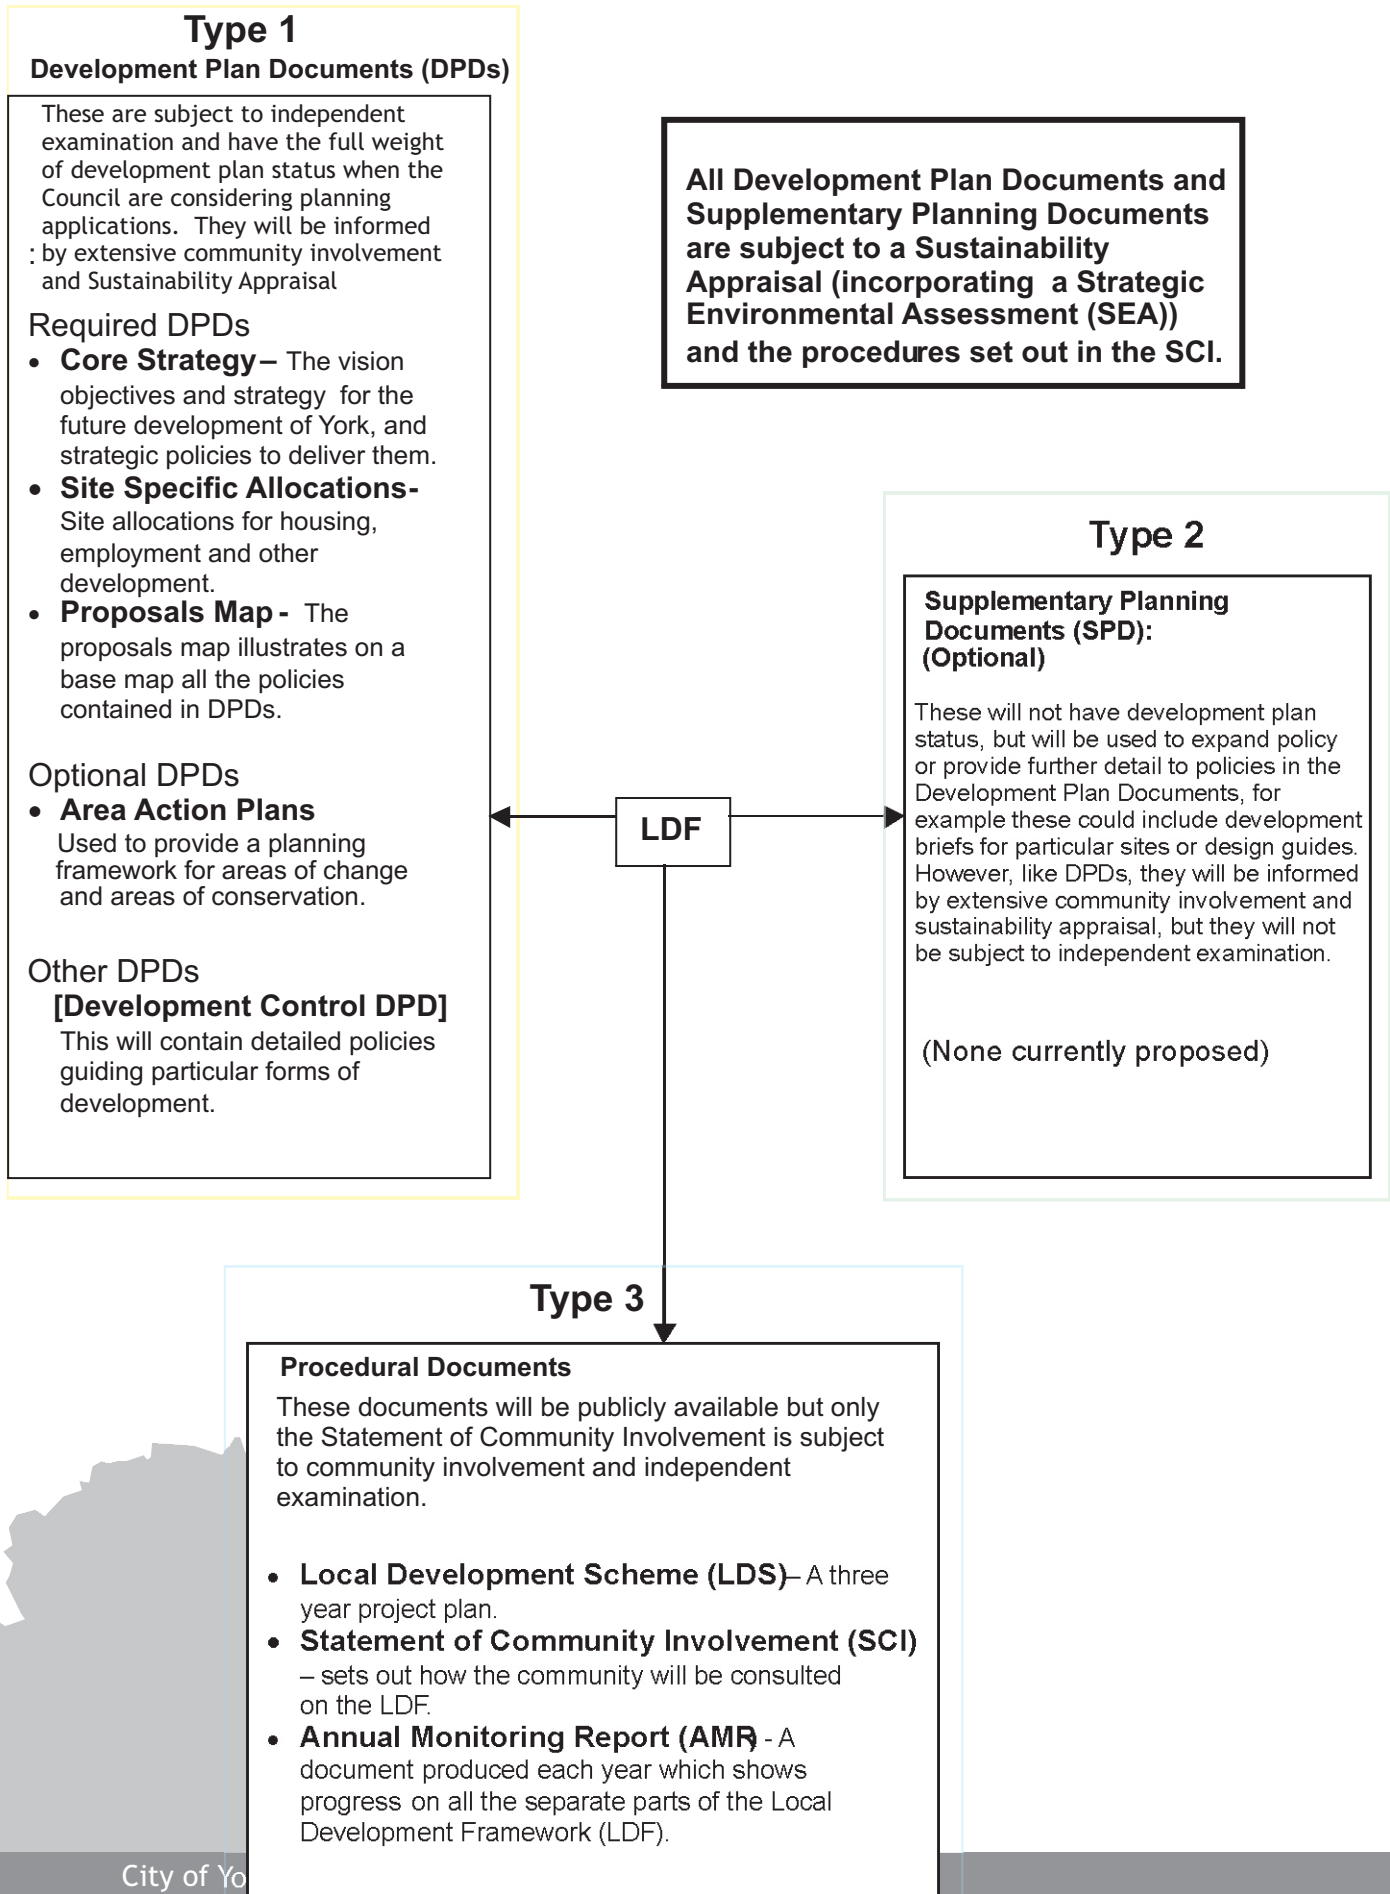 Type 1
Development Plan Documents (DPDs)
These are subject to independent
examination and have the full weight
of development plan status when the
Council are considering planning
applications.  They will be informed
: by extensive community involvement
and Sustainability Appraisal
Required DPDs
• Core Strategy – The vision
objectives and strategy for the
future development of York, and
strategic policies to deliver them.
• Site Specific Allocations-
Site allocations for housing,
employment and other
development.
• Proposals Map - The
proposals map illustrates on a
base map all the policies
contained in DPDs.
Optional DPDs
• Area Action Plans
Used to provide a planning
framework for areas of change
and areas of conservation.
Other DPDs
[Development Control DPD]
This will contain detailed policies
guiding particular forms of
development.
All Development Plan Documents and
Supplementary Planning Documents
are subject to a Sustainability
Appraisal (incorporating a Strategic
Environmental Assessment (SEA))
and the procedures set out in the SCI.
LDF
Type 2
Supplementary Planning
Documents (SPD):
(Optional)
These will not have development plan
status, but will be used to expand policy
or provide further detail to policies in the
Development Plan Documents, for
example these could include development
briefs for particular sites or design guides.
However, like DPDs, they will be informed
by extensive community involvement and
sustainability appraisal, but they will not
be subject to independent examination.
(None currently proposed)
Type 3
Procedural Documents
These documents will be publicly available but only
the Statement of Community Involvement is subject
to community involvement and independent
examination.
• Local Development Scheme (LDS) – A three
year project plan.
• Statement of Community Involvement (SCI)
– sets out how the community will be consulted
on the LDF.
• Annual Monitoring Report (AMR) - A
document produced each year which shows
progress on all the separate parts of the Local
Development Framework (LDF).
City of Yo